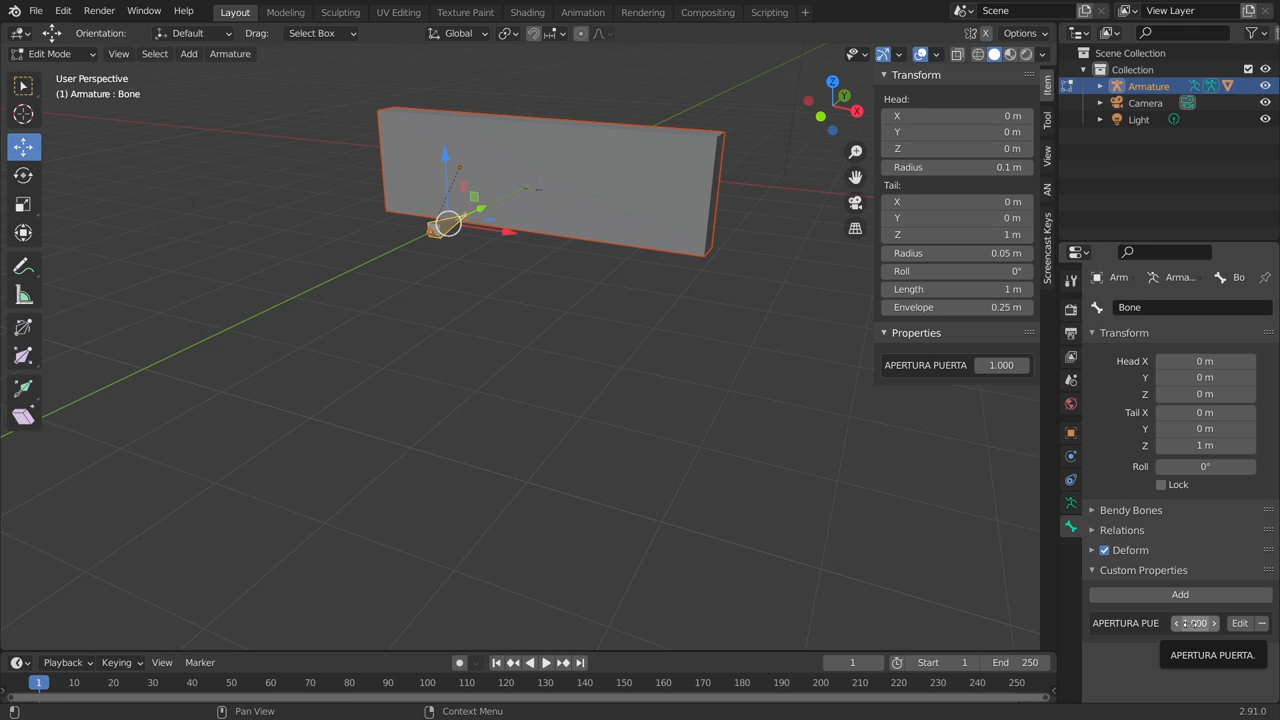 File Edit Render Window Help Layout Modeling Sculpting UV Editing Texture Paint Shading Animation Rendering Compositing Scripting + Scene View Layer
Orientation: Default Drag: Select Box Global Options
Edit Mode View Select Add Armature
User Perspective
(1) Armature : Bone
Z
Y
X
Transform
Head:
X 0 m
Y 0 m
Z 0 m
Radius 0.1 m
Tail:
X 0 m
Y 0 m
Z 1 m
Radius 0.05 m
Roll 0°
Length 1 m
Envelope 0.25 m
Properties
APERTURA PUERTA 1.000
Item
Tool
View
AN
Screencast Keys
Scene Collection
Collection
Armature
Camera
Light
Arm Arma... Bo
Bone
Transform
Head X 0 m
Y 0 m
Z 0 m
Tail X 0 m
Y 0 m
Z 1 m
Roll 0°
Lock
Bendy Bones
Relations
Deform
Custom Properties
Add
APERTURA PUE Edit
APERTURA PUERTA.
Playback Keying View Marker 1 Start 1 End 250
1 10 20 30 40 50 60 70 80 90 100 110 120 130 140 150 160 170 180 190 200 210 220 230 240 250
Pan View Context Menu 2.91.0